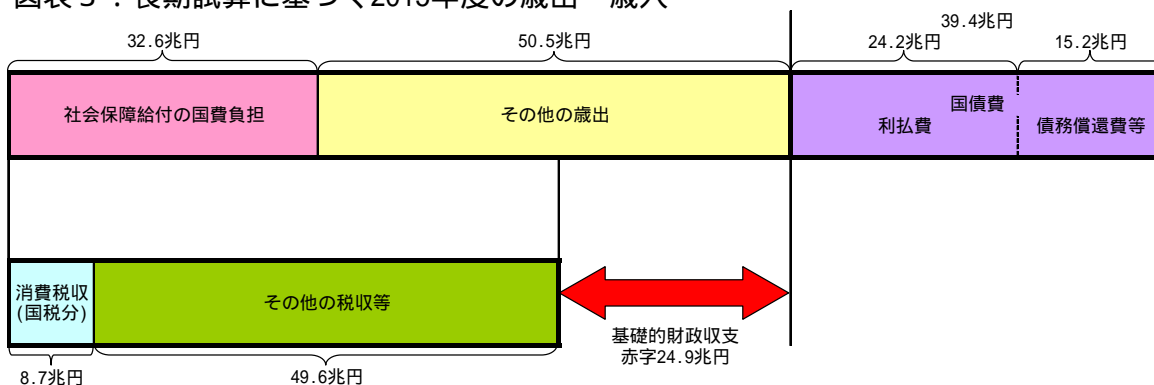 39.4兆円
32.6兆円
50.5兆円
24.2兆円
15.2兆円
社会保障給付の国費負担
その他の歳出
国債費
利払費
債務償還費等
消費税収
(国税分)
その他の税収等
基礎的財政収支
赤字24.9兆円
8.7兆円
49.6兆円